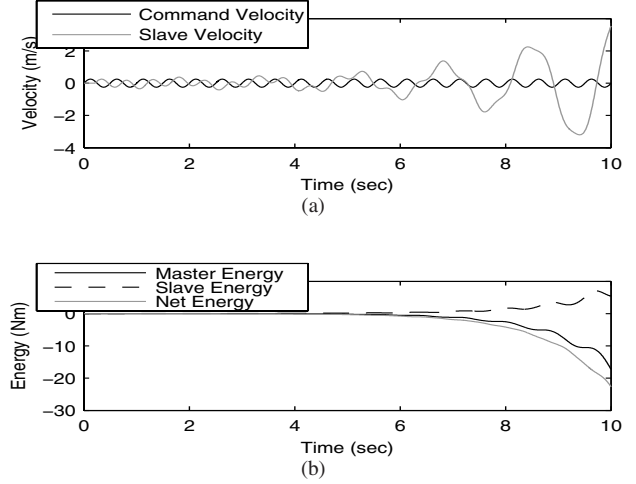 Command Velocity
Slave Velocity
Velocity (m/s)
2
0
−2
−4
0 2 4 6 8 10
Time (sec)
(a)
Master Energy
Slave Energy
Net Energy
Energy (Nm)
0
−10
−20
−30
0 2 4 6 8 10
Time (sec)
(b)